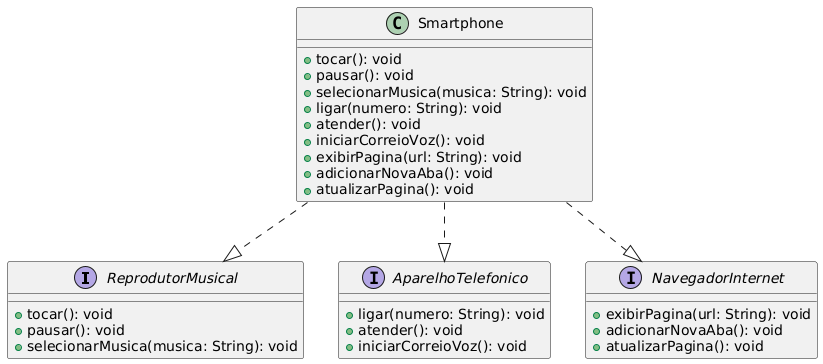 C Smartphone
tocar(): void
pausar(): void
selecionarMusica(musica: String): void
ligar(numero: String): void
atender(): void
iniciarCorreioVoz(): void
exibirPagina(url: String): void
adicionarNovaAba(): void
atualizarPagina(): void
I ReprodutorMusical
tocar(): void
pausar(): void
selecionarMusica(musica: String): void
I AparelhoTelefonico
ligar(numero: String): void
atender(): void
iniciarCorreioVoz(): void
I NavegadorInternet
exibirPagina(url: String): void
adicionarNovaAba(): void
atualizarPagina(): void